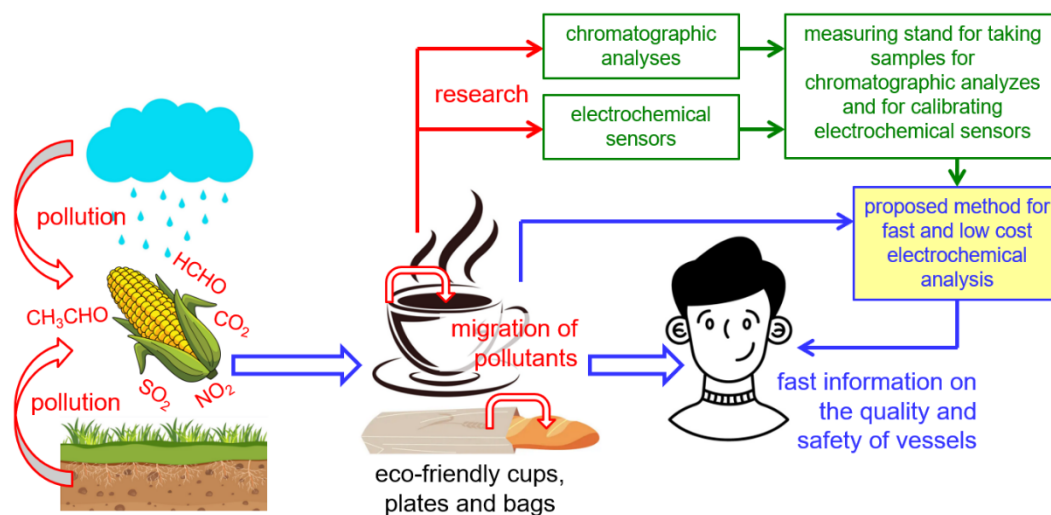 pollution
HCHO
CH₃CHO
CO₂
SO₂
NO₂
pollution
research
chromatographic
analyses
electrochemical
sensors
measuring stand for taking
samples for
chromatographic analyzes
and for calibrating
electrochemical sensors
proposed method for
fast and low cost
electrochemical
analysis
migration of
pollutants
eco-friendly cups,
plates and bags
fast information on
the quality and
safety of vessels